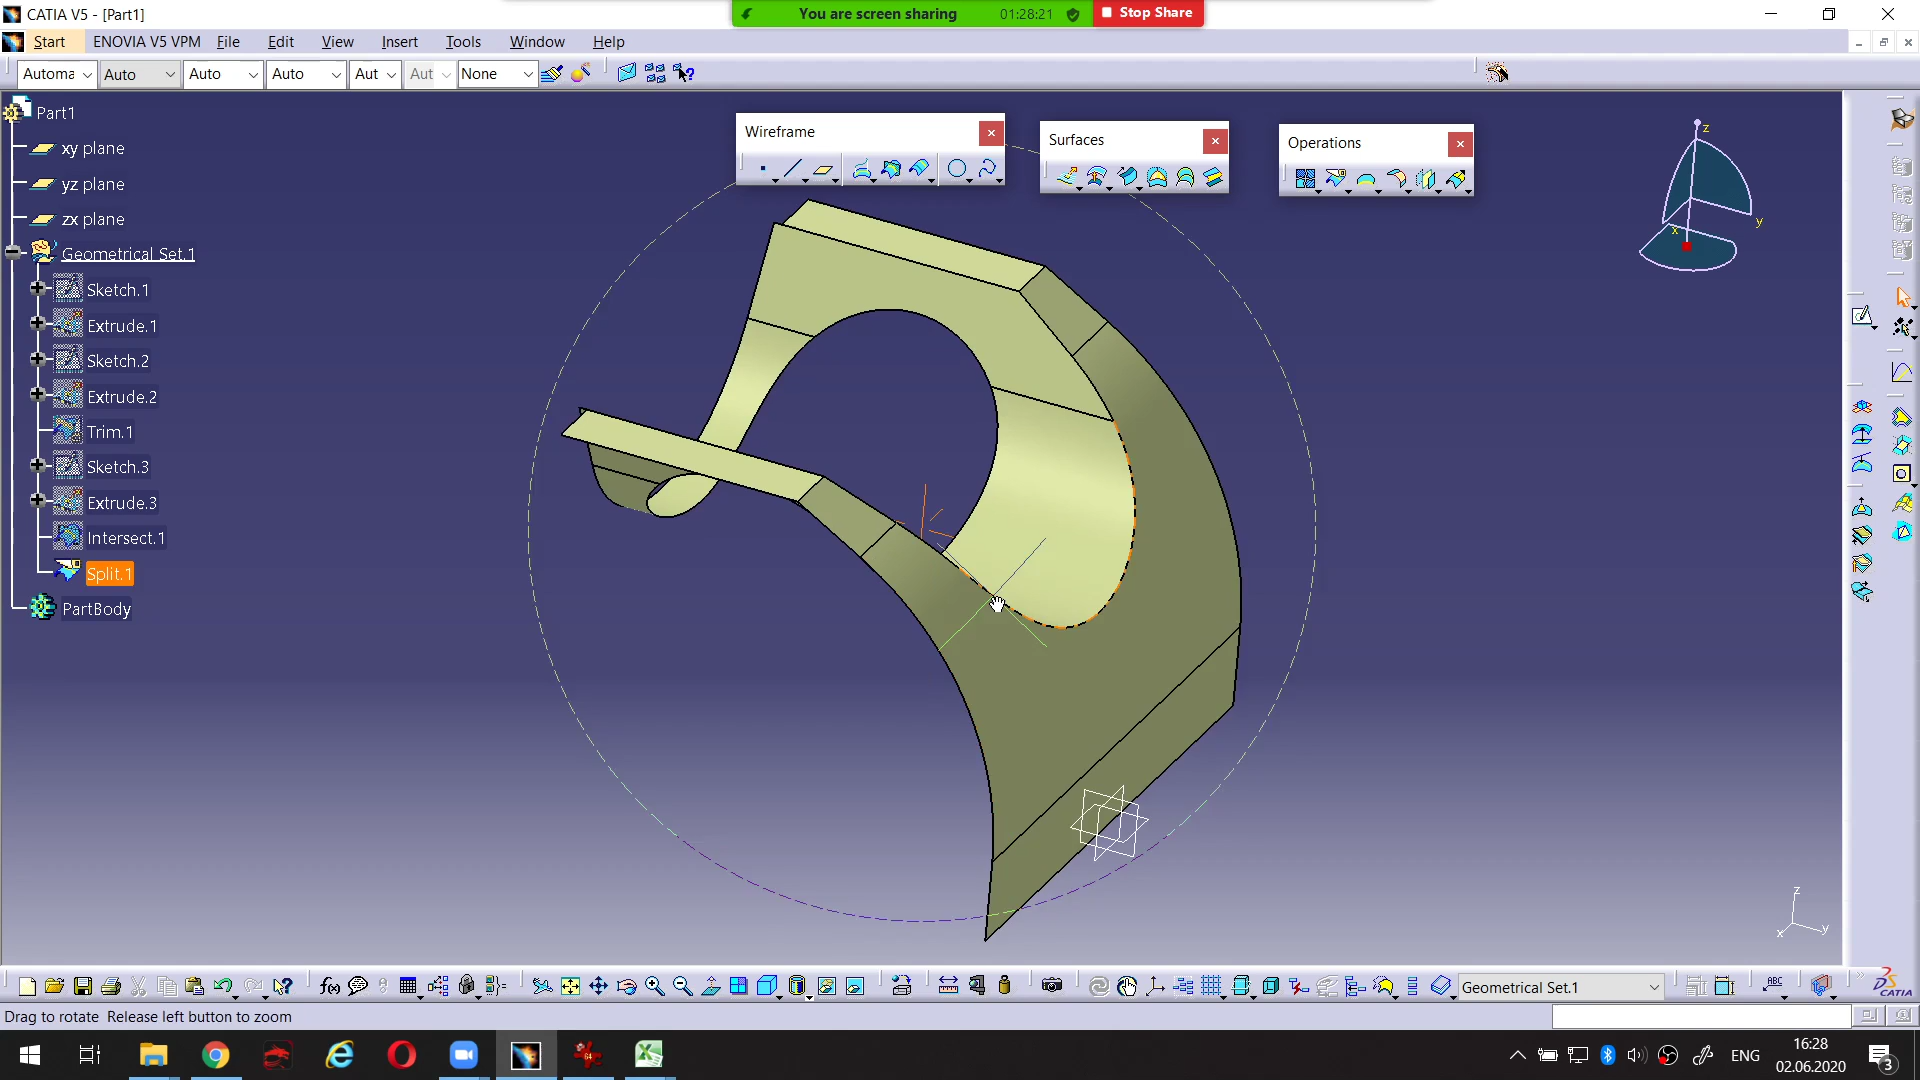 CATIA V5 - [Part1]
You are screen sharing 01:28:21 Stop Share
Start ENOVIA V5 VPM File Edit View Insert Tools Window Help
Automa Auto Auto Auto Aut Aut None
Part1
xy plane
yz plane
zx plane
Geometrical Set.1
Sketch.1
Extrude.1
Sketch.2
Extrude.2
Trim.1
Sketch.3
Extrude.3
Intersect.1
Split.1
PartBody
Wireframe
Surfaces
Operations
z
y
x
z
y
x
Geometrical Set.1
ABC
CATIA
Drag to rotate Release left button to zoom
ENG
16:28
02.06.2020
3